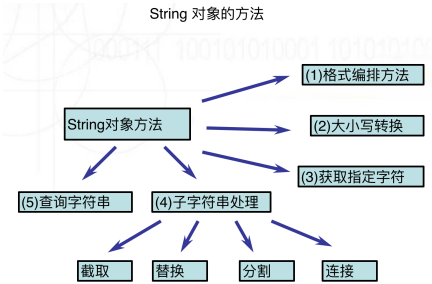 String 对象的方法
(1)格式编排方法
String对象方法
(2)大小写转换
(3)获取指定字符
(5)查询字符串
(4)子字符串处理
截取
替换
分割
连接